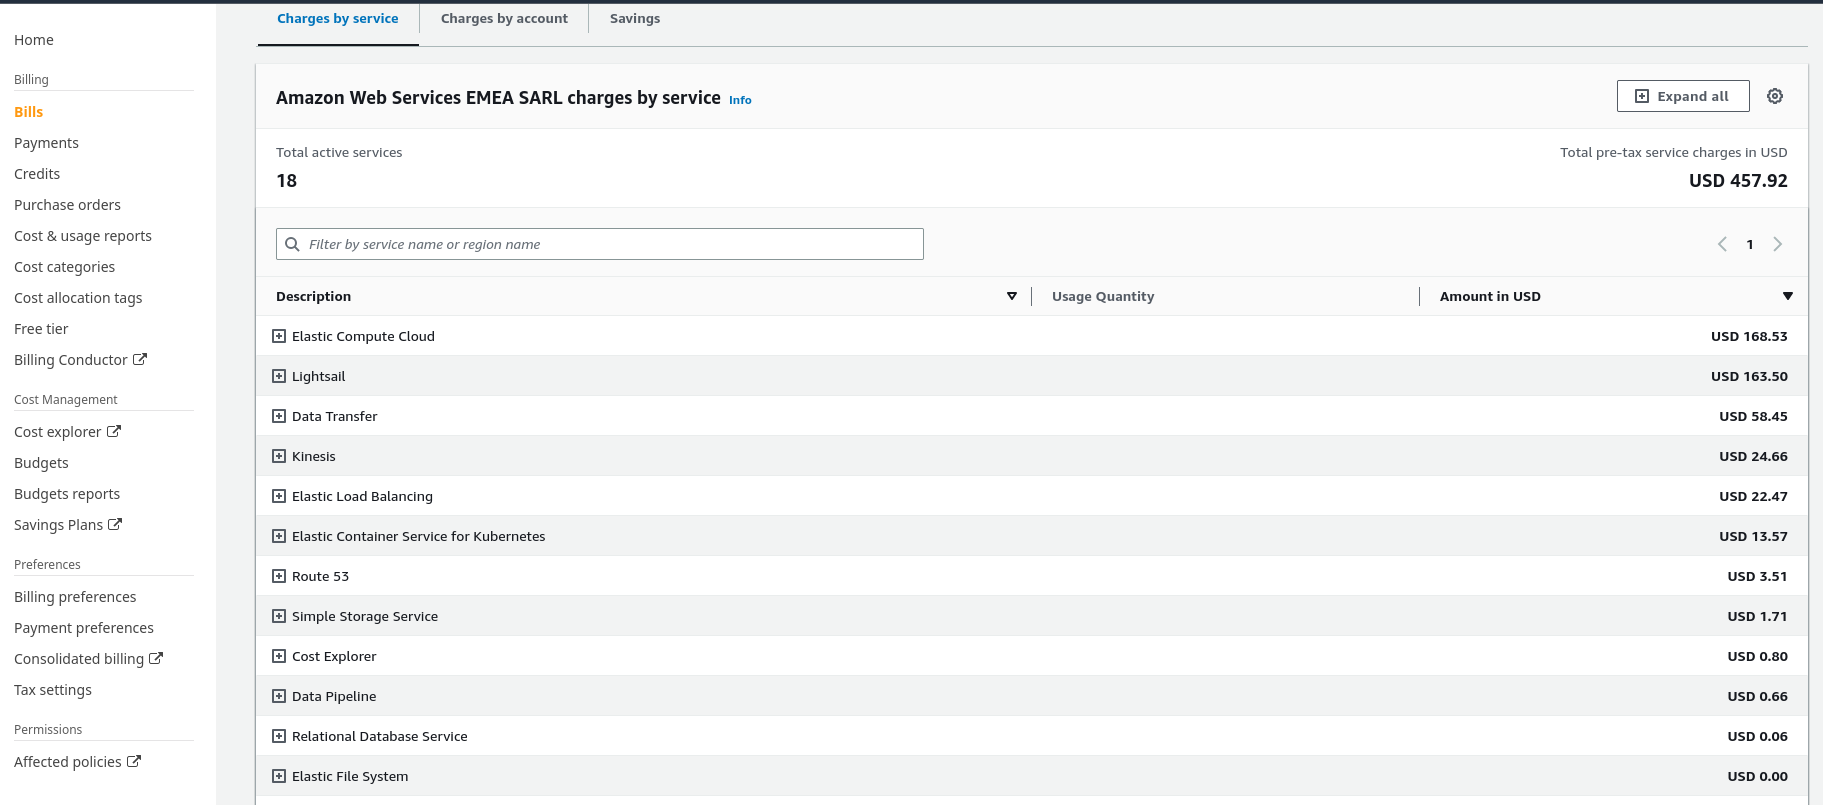 Charges by service
Charges by account
Savings
Home
Billing
Bills
Payments
Credits
Purchase orders
Cost & usage reports
Cost categories
Cost allocation tags
Free tier
Billing Conductor
Cost Management
Cost explorer
Budgets
Budgets reports
Savings Plans
Preferences
Billing preferences
Payment preferences
Consolidated billing
Tax settings
Permissions
Affected policies
Amazon Web Services EMEA SARL charges by service Info
Expand all
Total active services
18
Total pre-tax service charges in USD
USD 457.92
Filter by service name or region name
1
Description Usage Quantity Amount in USD
Elastic Compute Cloud USD 168.53
Lightsail USD 163.50
Data Transfer USD 58.45
Kinesis USD 24.66
Elastic Load Balancing USD 22.47
Elastic Container Service for Kubernetes USD 13.57
Route 53 USD 3.51
Simple Storage Service USD 1.71
Cost Explorer USD 0.80
Data Pipeline USD 0.66
Relational Database Service USD 0.06
Elastic File System USD 0.00